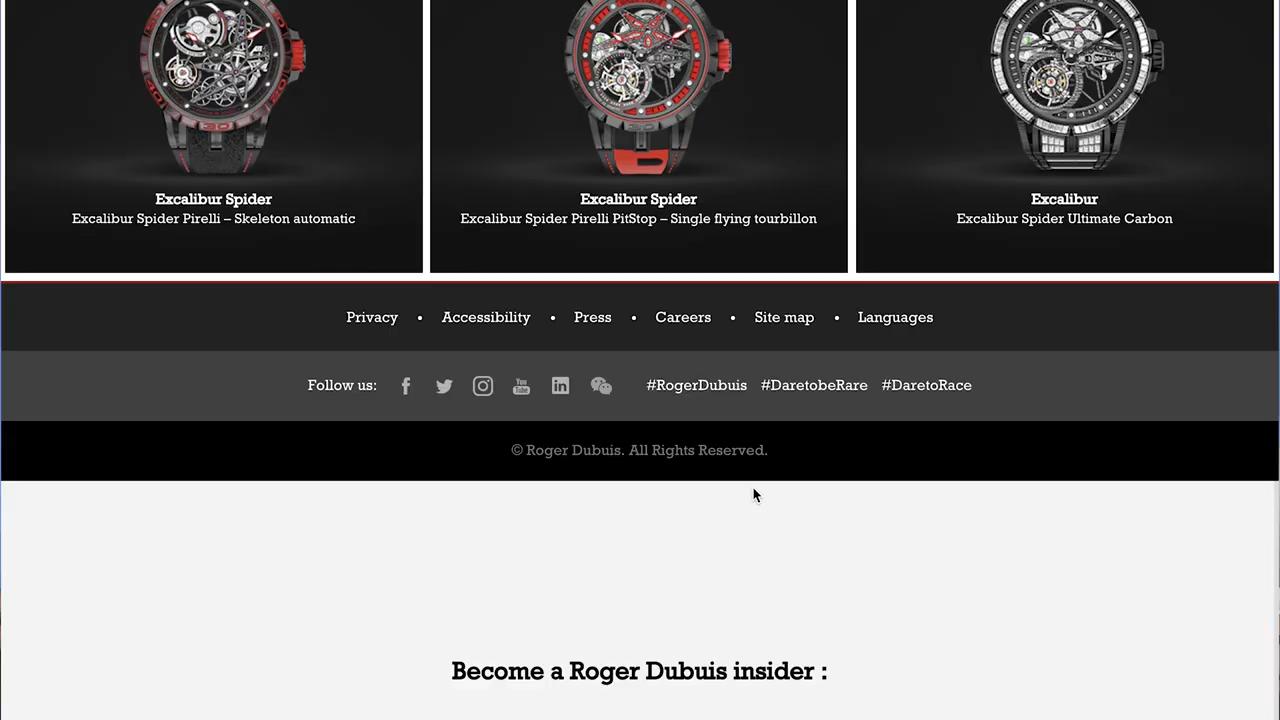 Excalibur Spider
Excalibur Spider Pirelli – Skeleton automatic
Excalibur Spider
Excalibur Spider Pirelli PitStop – Single flying tourbillon
Excalibur
Excalibur Spider Ultimate Carbon
Privacy • Accessibility • Press • Careers • Site map • Languages
Follow us: #RogerDubuis #DaretobeRare #DaretoRace
© Roger Dubuis. All Rights Reserved.
Become a Roger Dubuis insider :